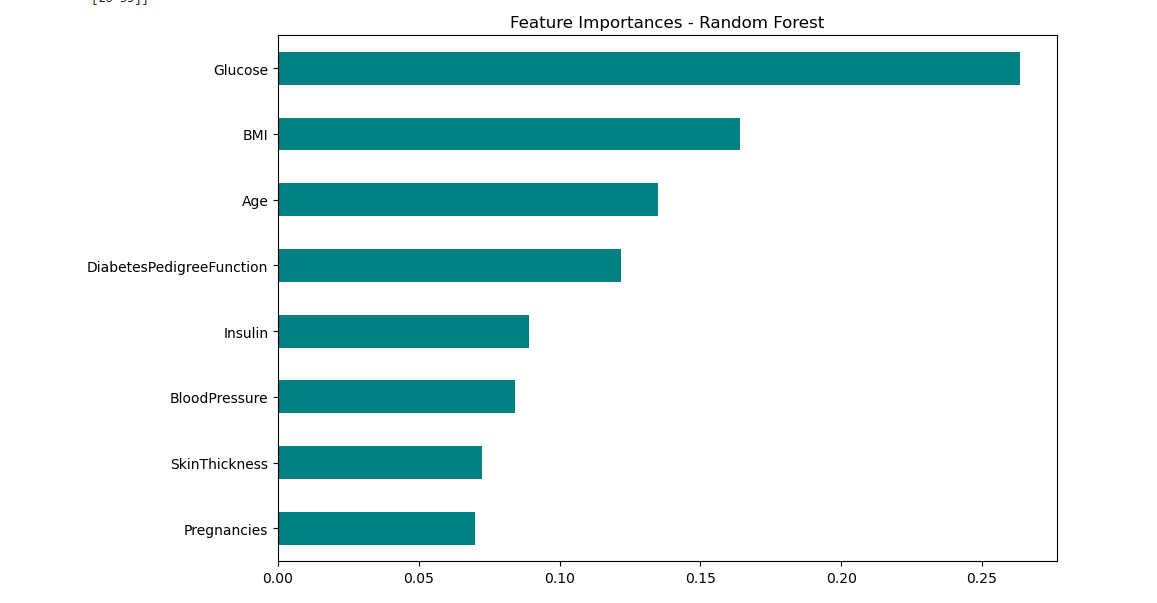 Feature Importances - Random Forest
Glucose
BMI
Age
DiabetesPedigreeFunction
Insulin
BloodPressure
SkinThickness
Pregnancies
0.00 0.05 0.10 0.15 0.20 0.25